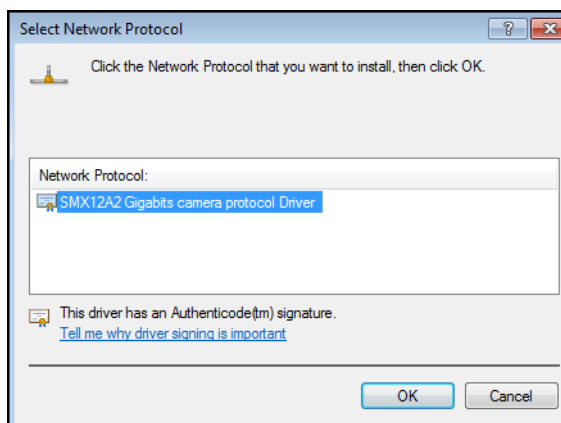 Select Network Protocol
?
Click the Network Protocol that you want to install, then click OK.
Network Protocol:
SMX12A2 Gigabits camera protocol Driver
This driver has an Authenticode(tm) signature.
Tell me why driver signing is important
OK
Cancel